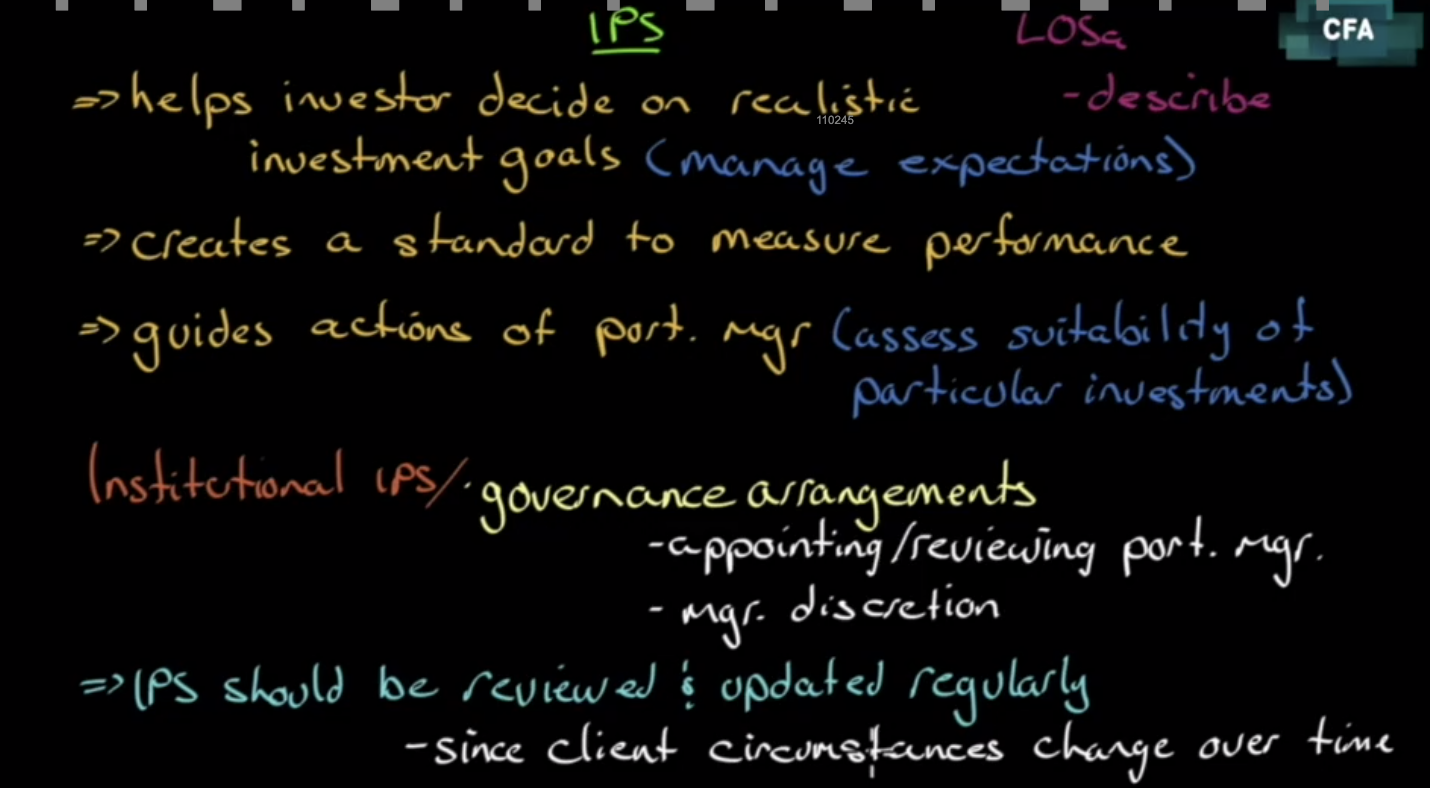 IPS
LOSa
CFA
⇒ helps investor decide on realistic
- describe
110245
investment goals (manage expectations)
⇒ creates a standard to measure performance
⇒ guides actions of port. mgr (assess suitability of
particular investments)
Institutional IPS/. governance arrangements
- appointing/reviewing port. mgr.
- mgr. discretion
⇒ IPS should be reviewed & updated regularly
- since client circumstances change over time